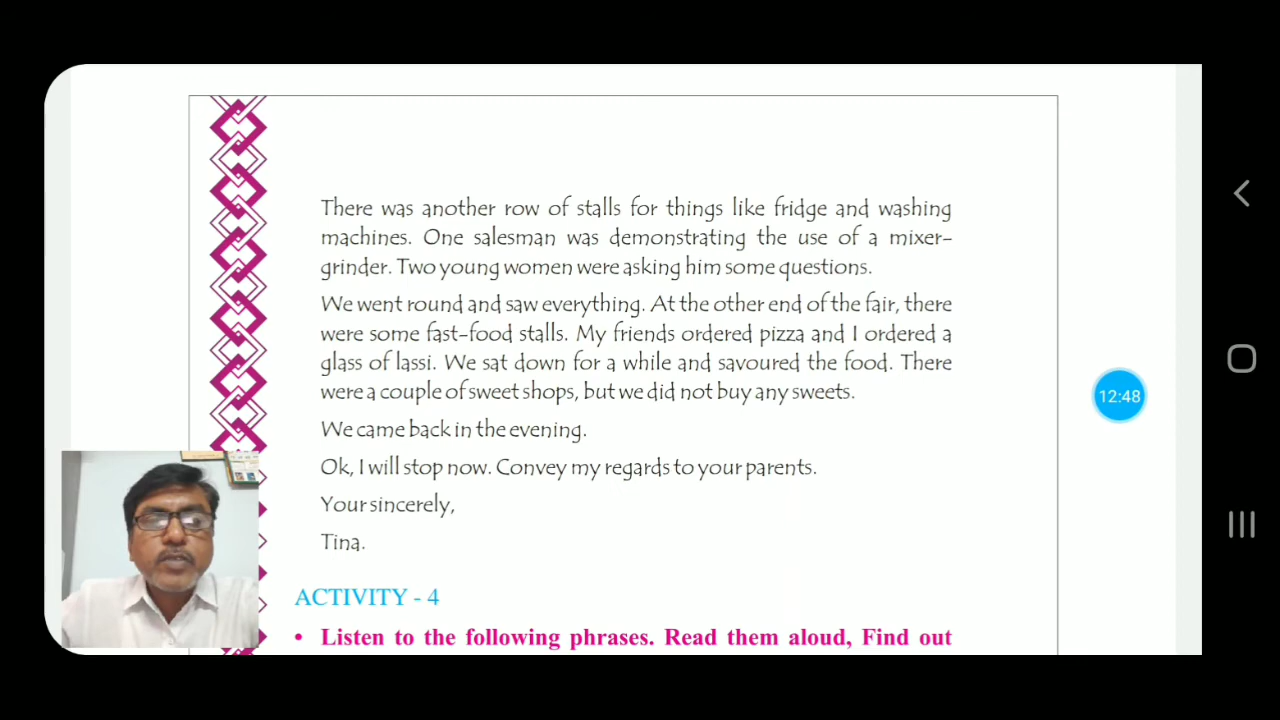 There was another row of stalls for things like fridge and washing
machines. One salesman was demonstrating the use of a mixer-
grinder. Two young women were asking him some questions.
We went round and saw everything. At the other end of the fair, there
were some fast-food stalls. My friends ordered pizza and I ordered a
glass of lassi. We sat down for a while and savoured the food. There
were a couple of sweet shops, but we did not buy any sweets.
We came back in the evening.
Ok, I will stop now. Convey my regards to your parents.
Your sincerely,
Tina.
ACTIVITY - 4
• Listen to the following phrases. Read them aloud, Find out
12:48